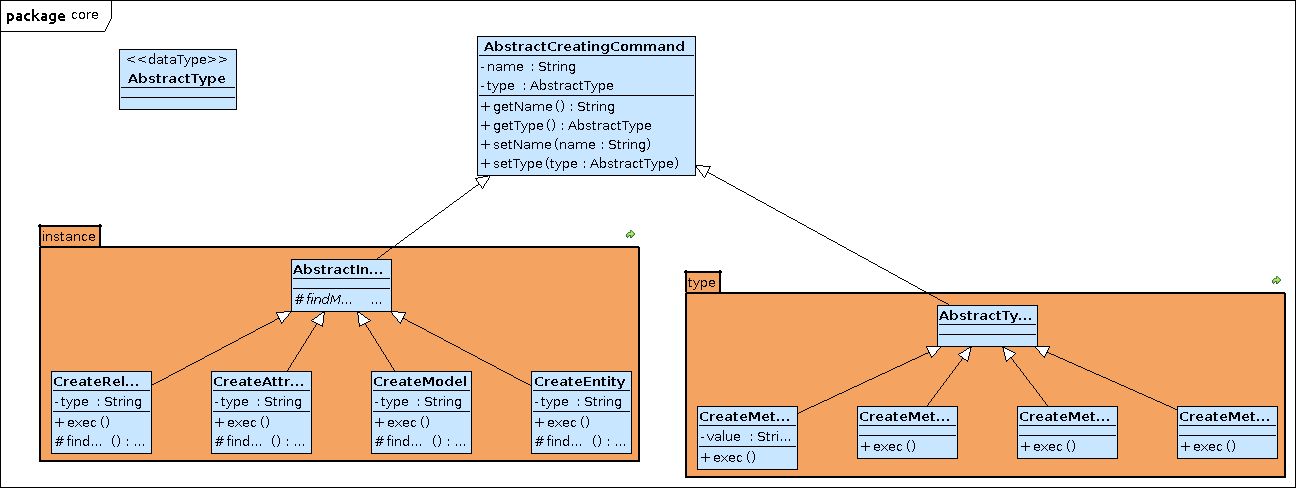 package core
<<dataType>>
AbstractType
AbstractCreatingCommand
- name : String
- type : AbstractType
+ getName () : String
+ getType () : AbstractType
+ setName (name : String)
+ setType (type : AbstractType)
instance
AbstractIn...
# findM... ...
CreateRel...
- type : String
+ exec ()
# find... () : ...
CreateAttr...
- type : String
+ exec ()
# find... () : ...
CreateModel
- type : String
+ exec ()
# find... () : ...
CreateEntity
- type : String
+ exec ()
# find... () : ...
type
AbstractTy...
CreateMet...
- value : Stri...
+ exec ()
CreateMet...
+ exec ()
CreateMet...
+ exec ()
CreateMet...
+ exec ()